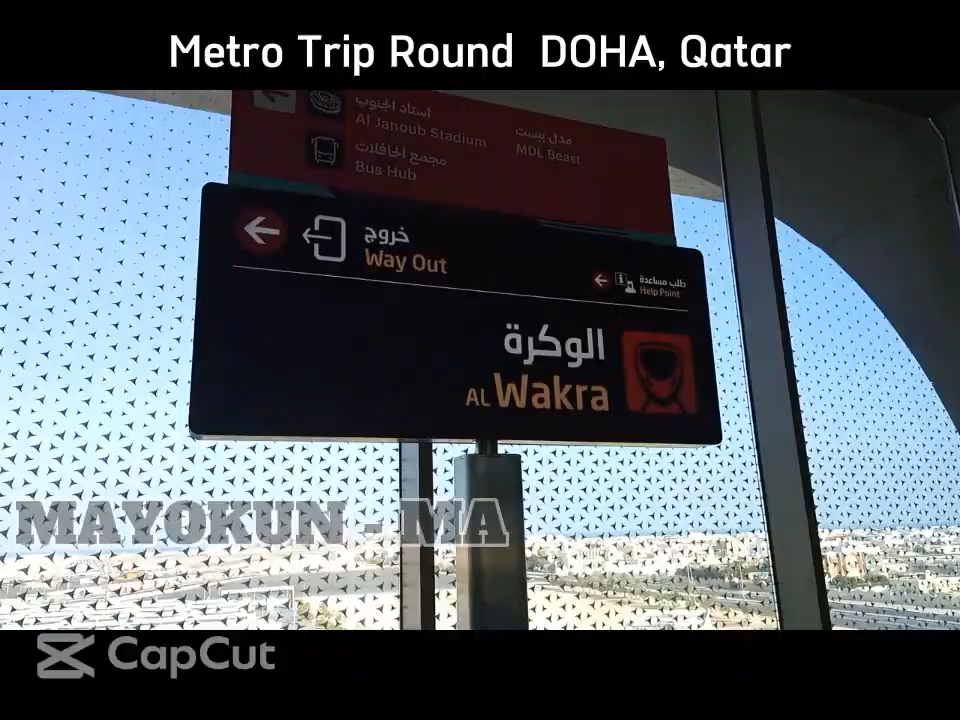 Metro Trip Round DOHA, Qatar
استاد الجنوب
Al Janoub Stadium
مدل بيست
MDL Beast
مجمع الحافلات
Bus Hub
خروج
Way Out
طلب مساعدة
Help Point
الوكرة
AL Wakra
MAYOKUN - MA
CapCut